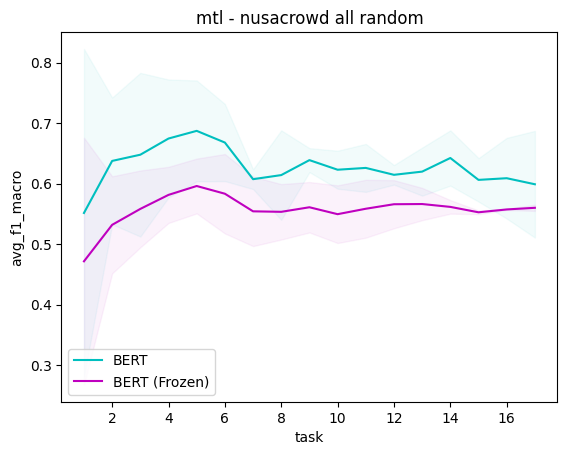 mtl - nusacrowd all random
avg_f1_macro
0.8
0.7
0.6
0.5
0.4
0.3
BERT
BERT (Frozen)
2 4 6 8 10 12 14 16
task